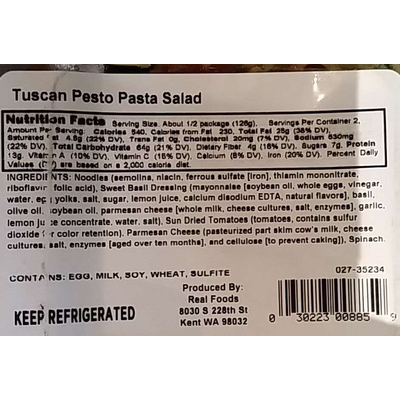 Tuscan Pesto Pasta Salad
Nutrition Facts Serving Size: About 1/2 package (126g), Servings Per Container 2,
Amount Per Serving: Calories 540, Calories from Fat 230, Total Fat 25g (38% DV),
Saturated Fat 4.5g (22% DV), Trans Fat 0g, Cholesterol 20mg (7% DV), Sodium 530mg
(22% DV), Total Carbohydrate 64g (21% DV), Dietary Fiber 4g (16% DV), Sugars 7g, Protein
13g, Vitamin A (10% DV), Vitamin C (15% DV), Calcium (8% DV), Iron (20% DV). Percent Daily
Values (DV) are based on a 2,000 calorie diet.
INGREDIENTS: Noodles (semolina, niacin, ferrous sulfate [iron], thiamin mononitrate,
riboflavin, folic acid), Sweet Basil Dressing (mayonnaise [soybean oil, whole eggs, vinegar,
water, egg yolks, salt, sugar, lemon juice, calcium disodium EDTA, natural flavors], basil,
olive oil, soybean oil, parmesan cheese [whole milk, cheese cultures, salt, enzymes], garlic,
lemon juice concentrate, water, salt), Sun Dried Tomatoes (tomatoes, contains sulfur
dioxide for color retention). Parmesan Cheese (pasteurized part skim cow's milk, cheese
cultures, salt, enzymes [aged over ten months], and cellulose [to prevent caking]), Spinach.
CONTAINS: EGG, MILK, SOY, WHEAT, SULFITE
027-35234
Produced By:
Real Foods
8030 S 228th St
Kent WA 98032
KEEP REFRIGERATED
0 30223 00885 9